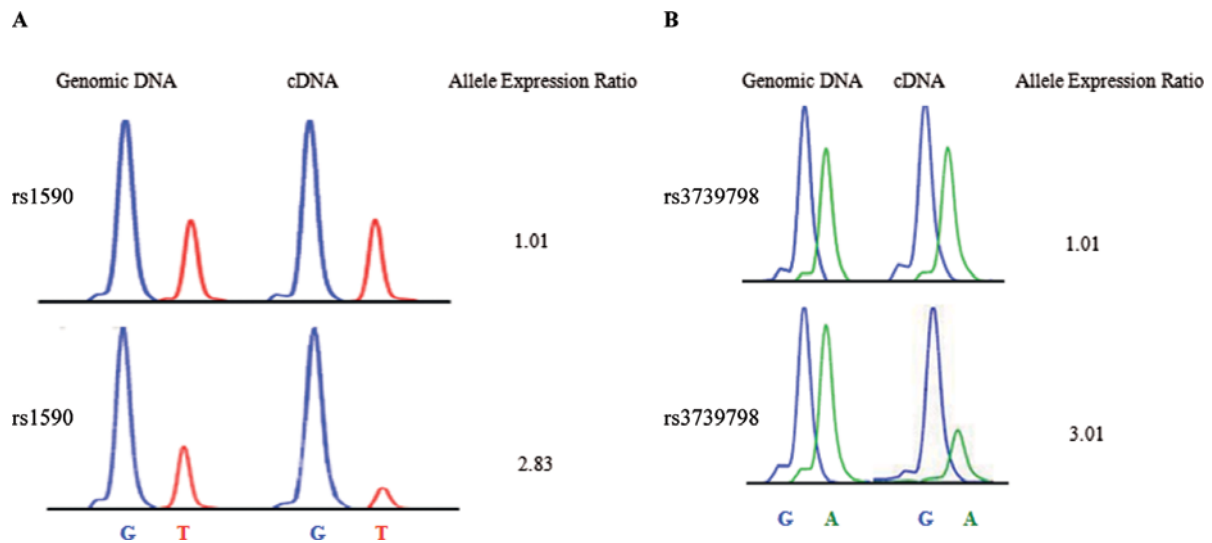 A
Genomic DNA cDNA Allele Expression Ratio
rs1590
1.01
rs1590
2.83
G T G T
B
Genomic DNA cDNA Allele Expression Ratio
rs3739798
1.01
rs3739798
3.01
G A G A